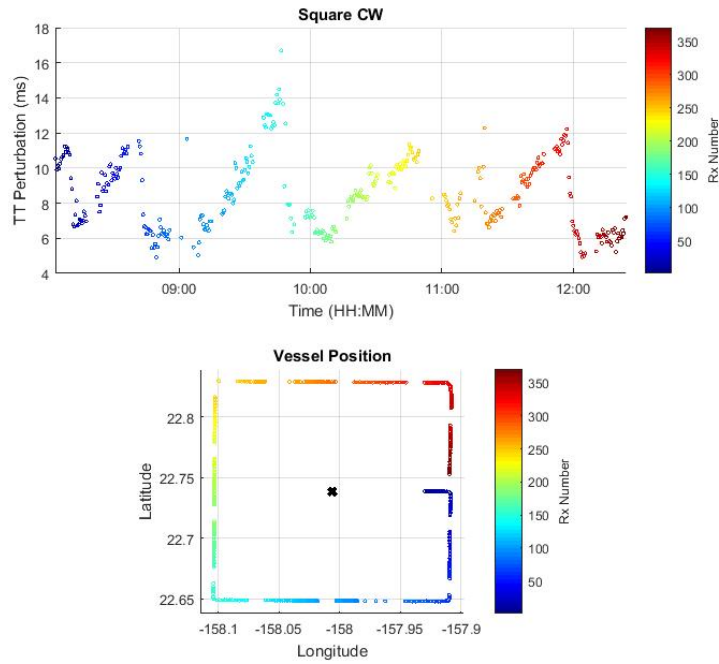 Square CW
18
16
14
12
10
8
6
4
TT Perturbation (ms)
09:00 10:00 11:00 12:00
Time (HH:MM)
350
300
250
200
150
100
50
Rx Number
Vessel Position
22.8
22.75
22.7
22.65
Latitude
-158.1 -158.05 -158 -157.95 -157.9
Longitude
350
300
250
200
150
100
50
Rx Number